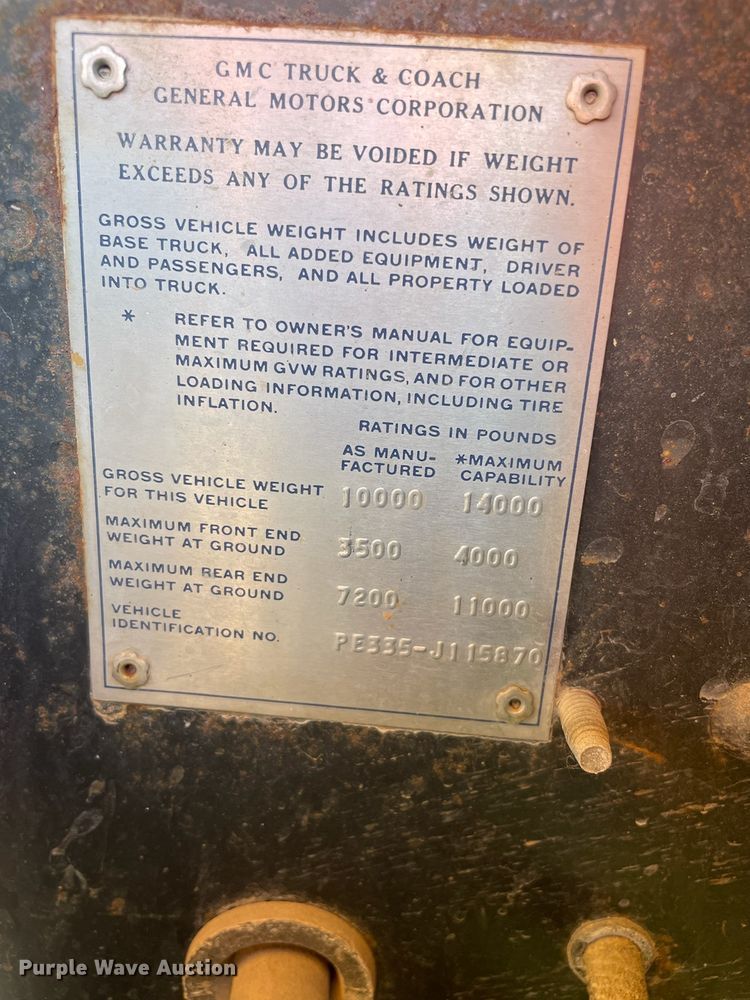 GMC TRUCK & COACH
GENERAL MOTORS CORPORATION
WARRANTY MAY BE VOIDED IF WEIGHT
EXCEEDS ANY OF THE RATINGS SHOWN.
GROSS VEHICLE WEIGHT INCLUDES WEIGHT OF
BASE TRUCK, ALL ADDED EQUIPMENT, DRIVER
AND PASSENGERS, AND ALL PROPERTY LOADED
INTO TRUCK.
* REFER TO OWNER'S MANUAL FOR EQUIP-
MENT REQUIRED FOR INTERMEDIATE OR
MAXIMUM GVW RATINGS, AND FOR OTHER
LOADING INFORMATION, INCLUDING TIRE
INFLATION.
RATINGS IN POUNDS
AS MANU- *MAXIMUM
FACTURED CAPABILITY
GROSS VEHICLE WEIGHT
FOR THIS VEHICLE 10000 14000
MAXIMUM FRONT END
WEIGHT AT GROUND 3500 4000
MAXIMUM REAR END
WEIGHT AT GROUND 7200 11000
VEHICLE
IDENTIFICATION NO. PE335-J115870
Purple Wave Auction